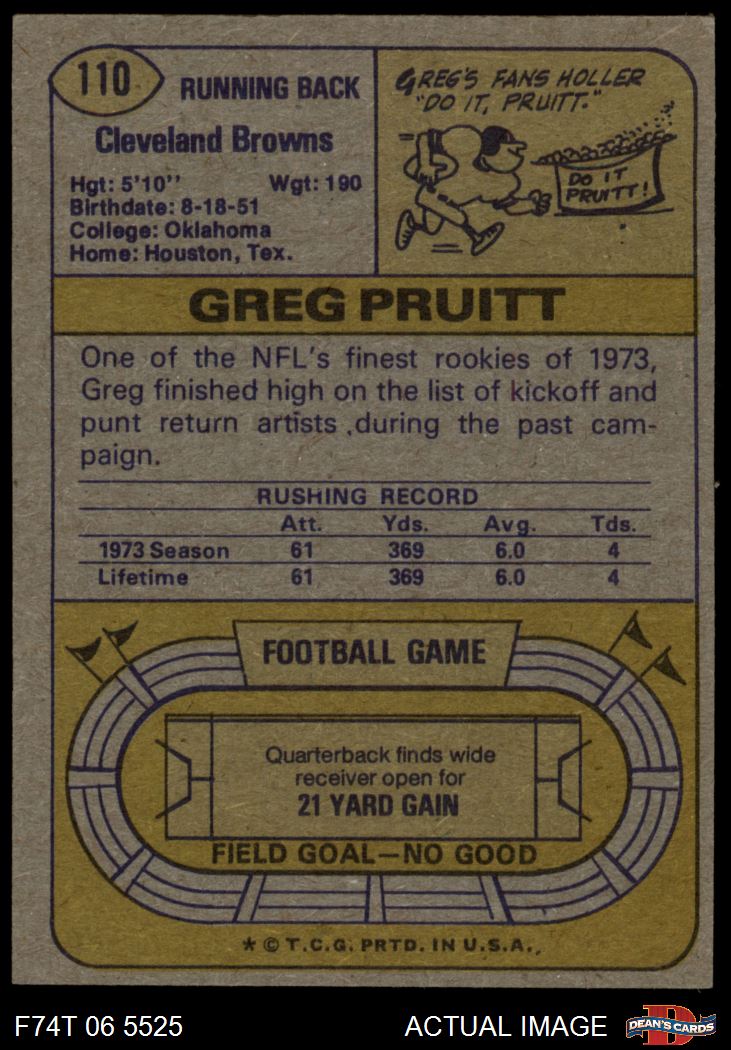 110
RUNNING BACK
Cleveland Browns
Hgt: 5'10'' Wgt: 190
Birthdate: 8-18-51
College: Oklahoma
Home: Houston, Tex.
GREG'S FANS HOLLER
"DO IT, PRUITT."
DO IT
PRUITT!
GREG PRUITT
One of the NFL's finest rookies of 1973,
Greg finished high on the list of kickoff and
punt return artists .during the past cam-
paign.
RUSHING RECORD
Att. Yds. Avg. Tds.
1973 Season 61 369 6.0 4
Lifetime 61 369 6.0 4
FOOTBALL GAME
Quarterback finds wide
receiver open for
21 YARD GAIN
FIELD GOAL—NO GOOD
* © T.C.G. PRTD. IN U.S.A.
F74T 06 5525
ACTUAL IMAGE
D
DEAN'S CARDS